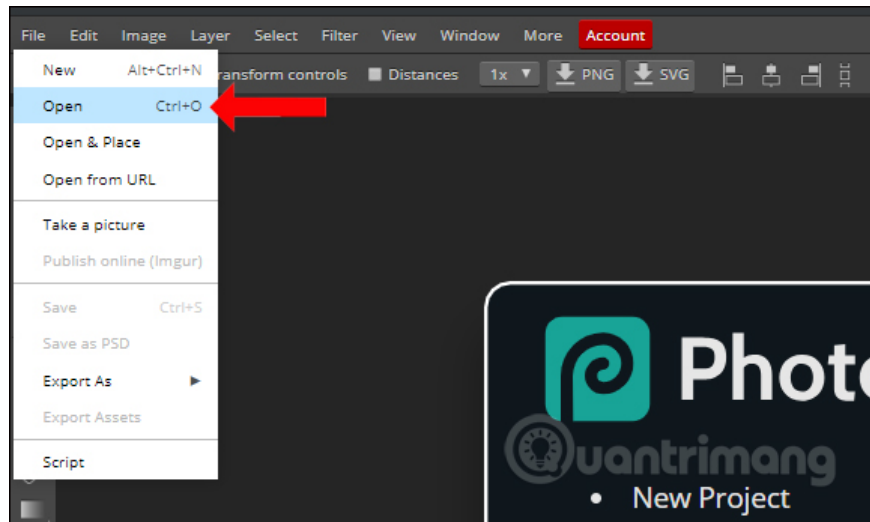 File Edit Image Layer Select Filter View Window More Account
ransform controls Distances 1x PNG SVG
New Alt+Ctrl+N
Open Ctrl+O
Open & Place
Open from URL
Take a picture
Publish online (Imgur)
Save Ctrl+S
Save as PSD
Export As
Export Assets
Script
Phot
Quantrimang
New Project